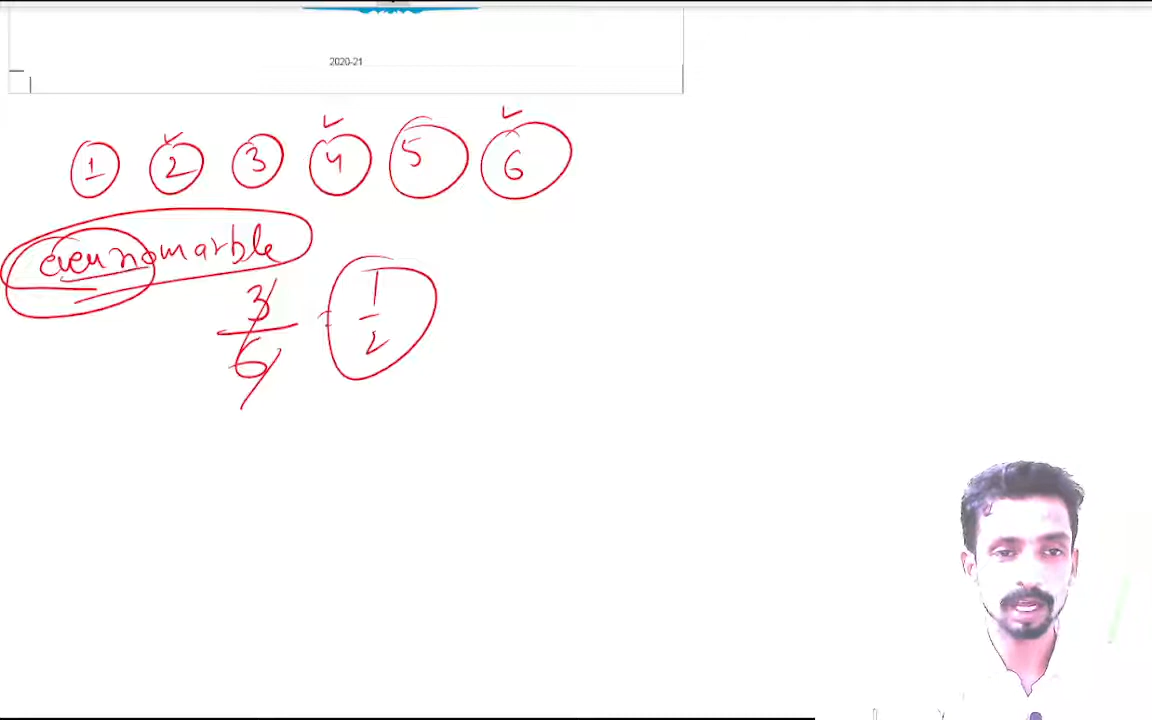 2020-21
1 2 3 4 5 6
even no marble
3/6 = 1/2